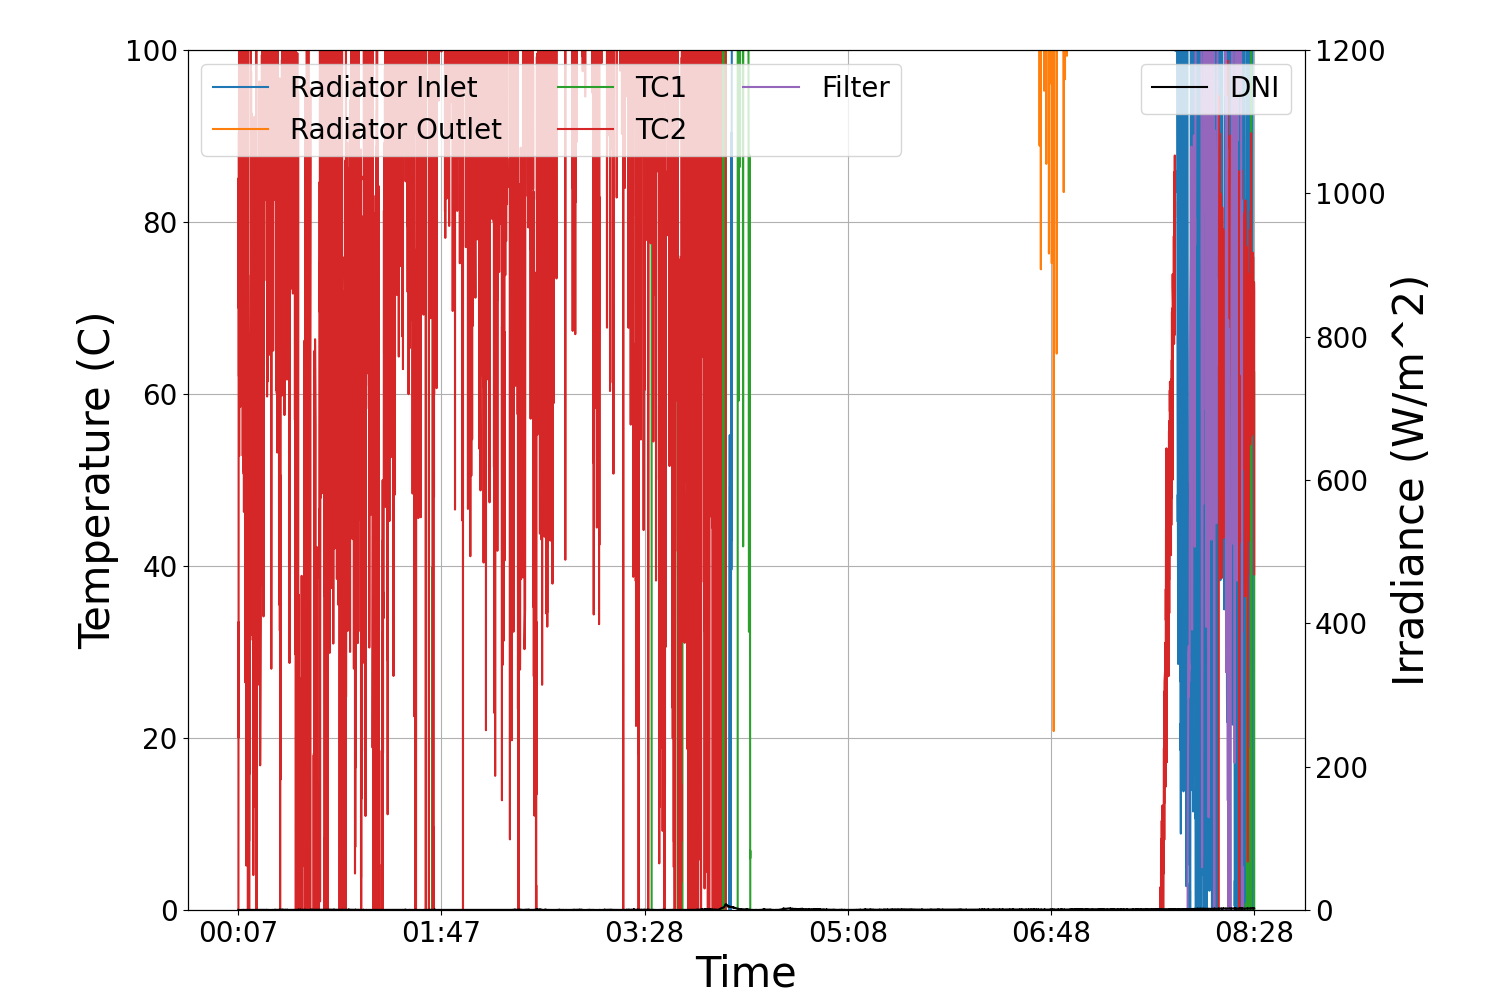 100
80
60
40
20
0
Temperature (C)
Radiator Inlet
Radiator Outlet
TC1
TC2
Filter
DNI
1200
1000
800
600
400
200
0
Irradiance (W/m^2)
00:07
01:47
03:28
05:08
06:48
08:28
Time